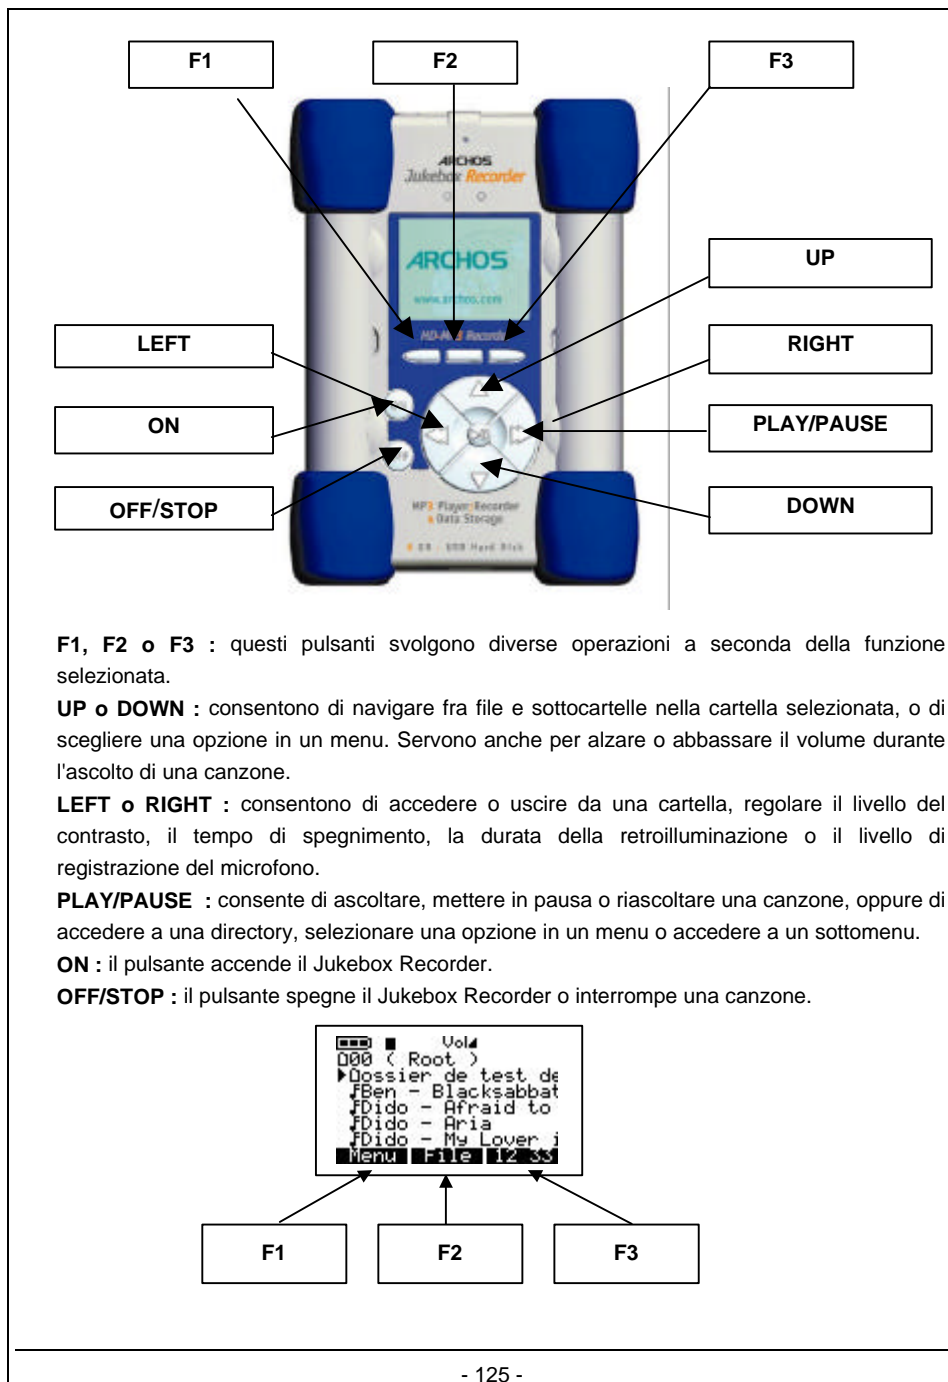 F1
F2
F3
ARCHOS
Jukebox Recorder
ARCHOS
www.archos.com
UP
HD-MP3 Recorder
LEFT
RIGHT
ON
PLAY/PAUSE
OFF/STOP
DOWN
MP3 Player/Recorder
& Data Storage
GB - USB Hard Disk
F1, F2 o F3 : questi pulsanti svolgono diverse operazioni a seconda della funzione
selezionata.
UP o DOWN : consentono di navigare fra file e sottocartelle nella cartella selezionata, o di
scegliere una opzione in un menu. Servono anche per alzare o abbassare il volume durante
l'ascolto di una canzone.
LEFT o RIGHT : consentono di accedere o uscire da una cartella, regolare il livello del
contrasto, il tempo di spegnimento, la durata della retroilluminazione o il livello di
registrazione del microfono.
PLAY/PAUSE : consente di ascoltare, mettere in pausa o riascoltare una canzone, oppure di
accedere a una directory, selezionare una opzione in un menu o accedere a un sottomenu.
ON : il pulsante accende il Jukebox Recorder.
OFF/STOP : il pulsante spegne il Jukebox Recorder o interrompe una canzone.
Vol
00 ( Root )
Dossier de test de
Ben - Blacksabbat
Dido - Afraid to
Dido - Aria
Dido - My Lover i
Menu File 12 33
F1
F2
F3
- 125 -